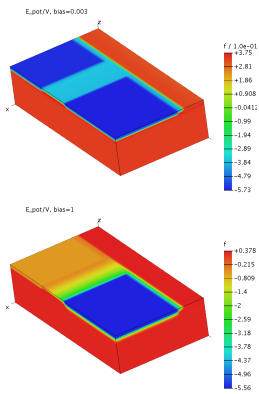 E_pot/V, bias=0.003
z
x
f / 1.0e-01
+3.75
+2.81
+1.86
+0.908
-0.0412
-0.99
-1.94
-2.89
-3.84
-4.79
-5.73
E_pot/V, bias=1
z
x
f
+0.378
-0.215
-0.809
-1.4
-2
-2.59
-3.18
-3.78
-4.37
-4.96
-5.56